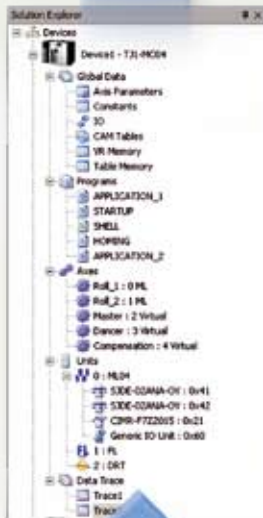 Solution Explorer
Devices
Device1 - TJ1-MC04
Global Data
Axis Parameters
Constants
IO
CAM Tables
VR Memory
Table Memory
Programs
APPLICATION_1
STARTUP
SHELL
HOMING
APPLICATION_2
Axes
Roll_1 : 0 ML
Roll_2 : 1 ML
Master : 2 Virtual
Dancer : 3 Virtual
Compensation : 4 Virtual
Units
0 : ML04
SJDE-02ANA-OY : 0x41
SJDE-02ANA-OY : 0x42
CIMR-F7Z20P5 : 0x21
Generic IO Unit : 0x60
1 : FL
2 : DRT
Data Trace
Trace1